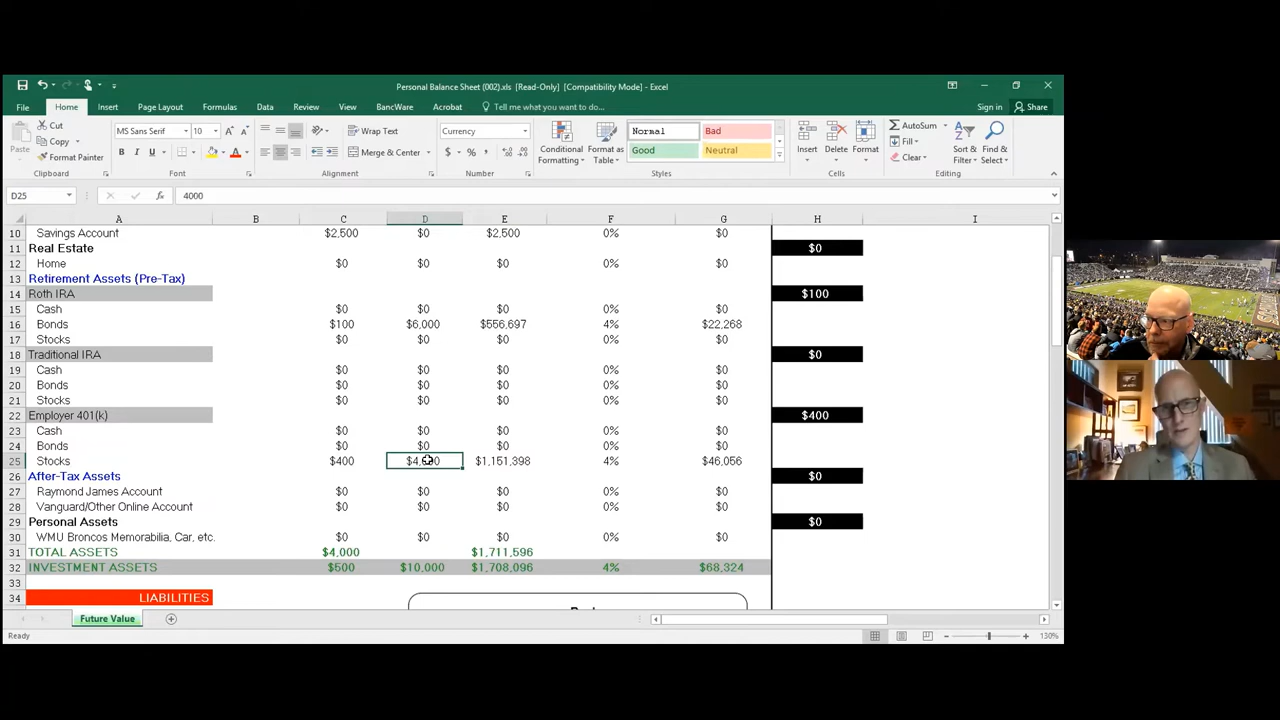 Personal Balance Sheet (002).xls [Read-Only] [Compatibility Mode] - Excel
File Home Insert Page Layout Formulas Data Review View BancWare Acrobat Tell me what you want to do... Sign in Share
Paste Cut Copy Format Painter Clipboard
MS Sans Serif 10 B I U A Font
Wrap Text Merge & Center Alignment
Currency $ % , Number
Conditional Formatting Format as Table Normal Bad Good Neutral Styles
Insert Delete Format Cells
AutoSum Fill Clear Sort & Filter Find & Select Editing
D25 fx 4000
A B C D E F G H I
10 Savings Account $2,500 $0 $2,500 0% $0
11 Real Estate $0
12 Home $0 $0 $0 0% $0
13 Retirement Assets (Pre-Tax)
14 Roth IRA $100
15 Cash $0 $0 $0 0% $0
16 Bonds $100 $6,000 $556,697 4% $22,268
17 Stocks $0 $0 $0 0% $0
18 Traditional IRA $0
19 Cash $0 $0 $0 0% $0
20 Bonds $0 $0 $0 0% $0
21 Stocks $0 $0 $0 0% $0
22 Employer 401(k) $400
23 Cash $0 $0 $0 0% $0
24 Bonds $0 $0 $0 0% $0
25 Stocks $400 $4,000 $1,151,398 4% $46,056
26 After-Tax Assets $0
27 Raymond James Account $0 $0 $0 0% $0
28 Vanguard/Other Online Account $0 $0 $0 0% $0
29 Personal Assets $0
30 WMU Broncos Memorabilia, Car, etc. $0 $0 $0 0% $0
31 TOTAL ASSETS $4,000 $1,711,596
32 INVESTMENT ASSETS $500 $10,000 $1,708,096 4% $68,324
33
34 LIABILITIES
Future Value
Ready 130%